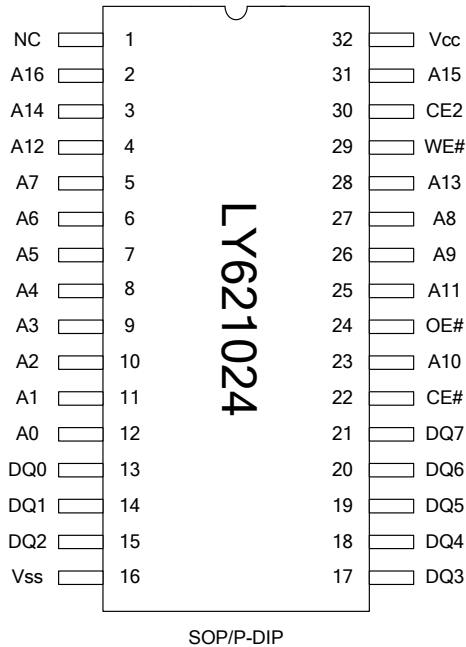 NC 1 32 Vcc
A16 2 31 A15
A14 3 30 CE2
A12 4 29 WE#
A7 5 28 A13
A6 6 27 A8
A5 7 26 A9
A4 8 25 A11
A3 9 24 OE#
A2 10 23 A10
A1 11 22 CE#
A0 12 21 DQ7
DQ0 13 20 DQ6
DQ1 14 19 DQ5
DQ2 15 18 DQ4
Vss 16 17 DQ3
LY621024
SOP/P-DIP